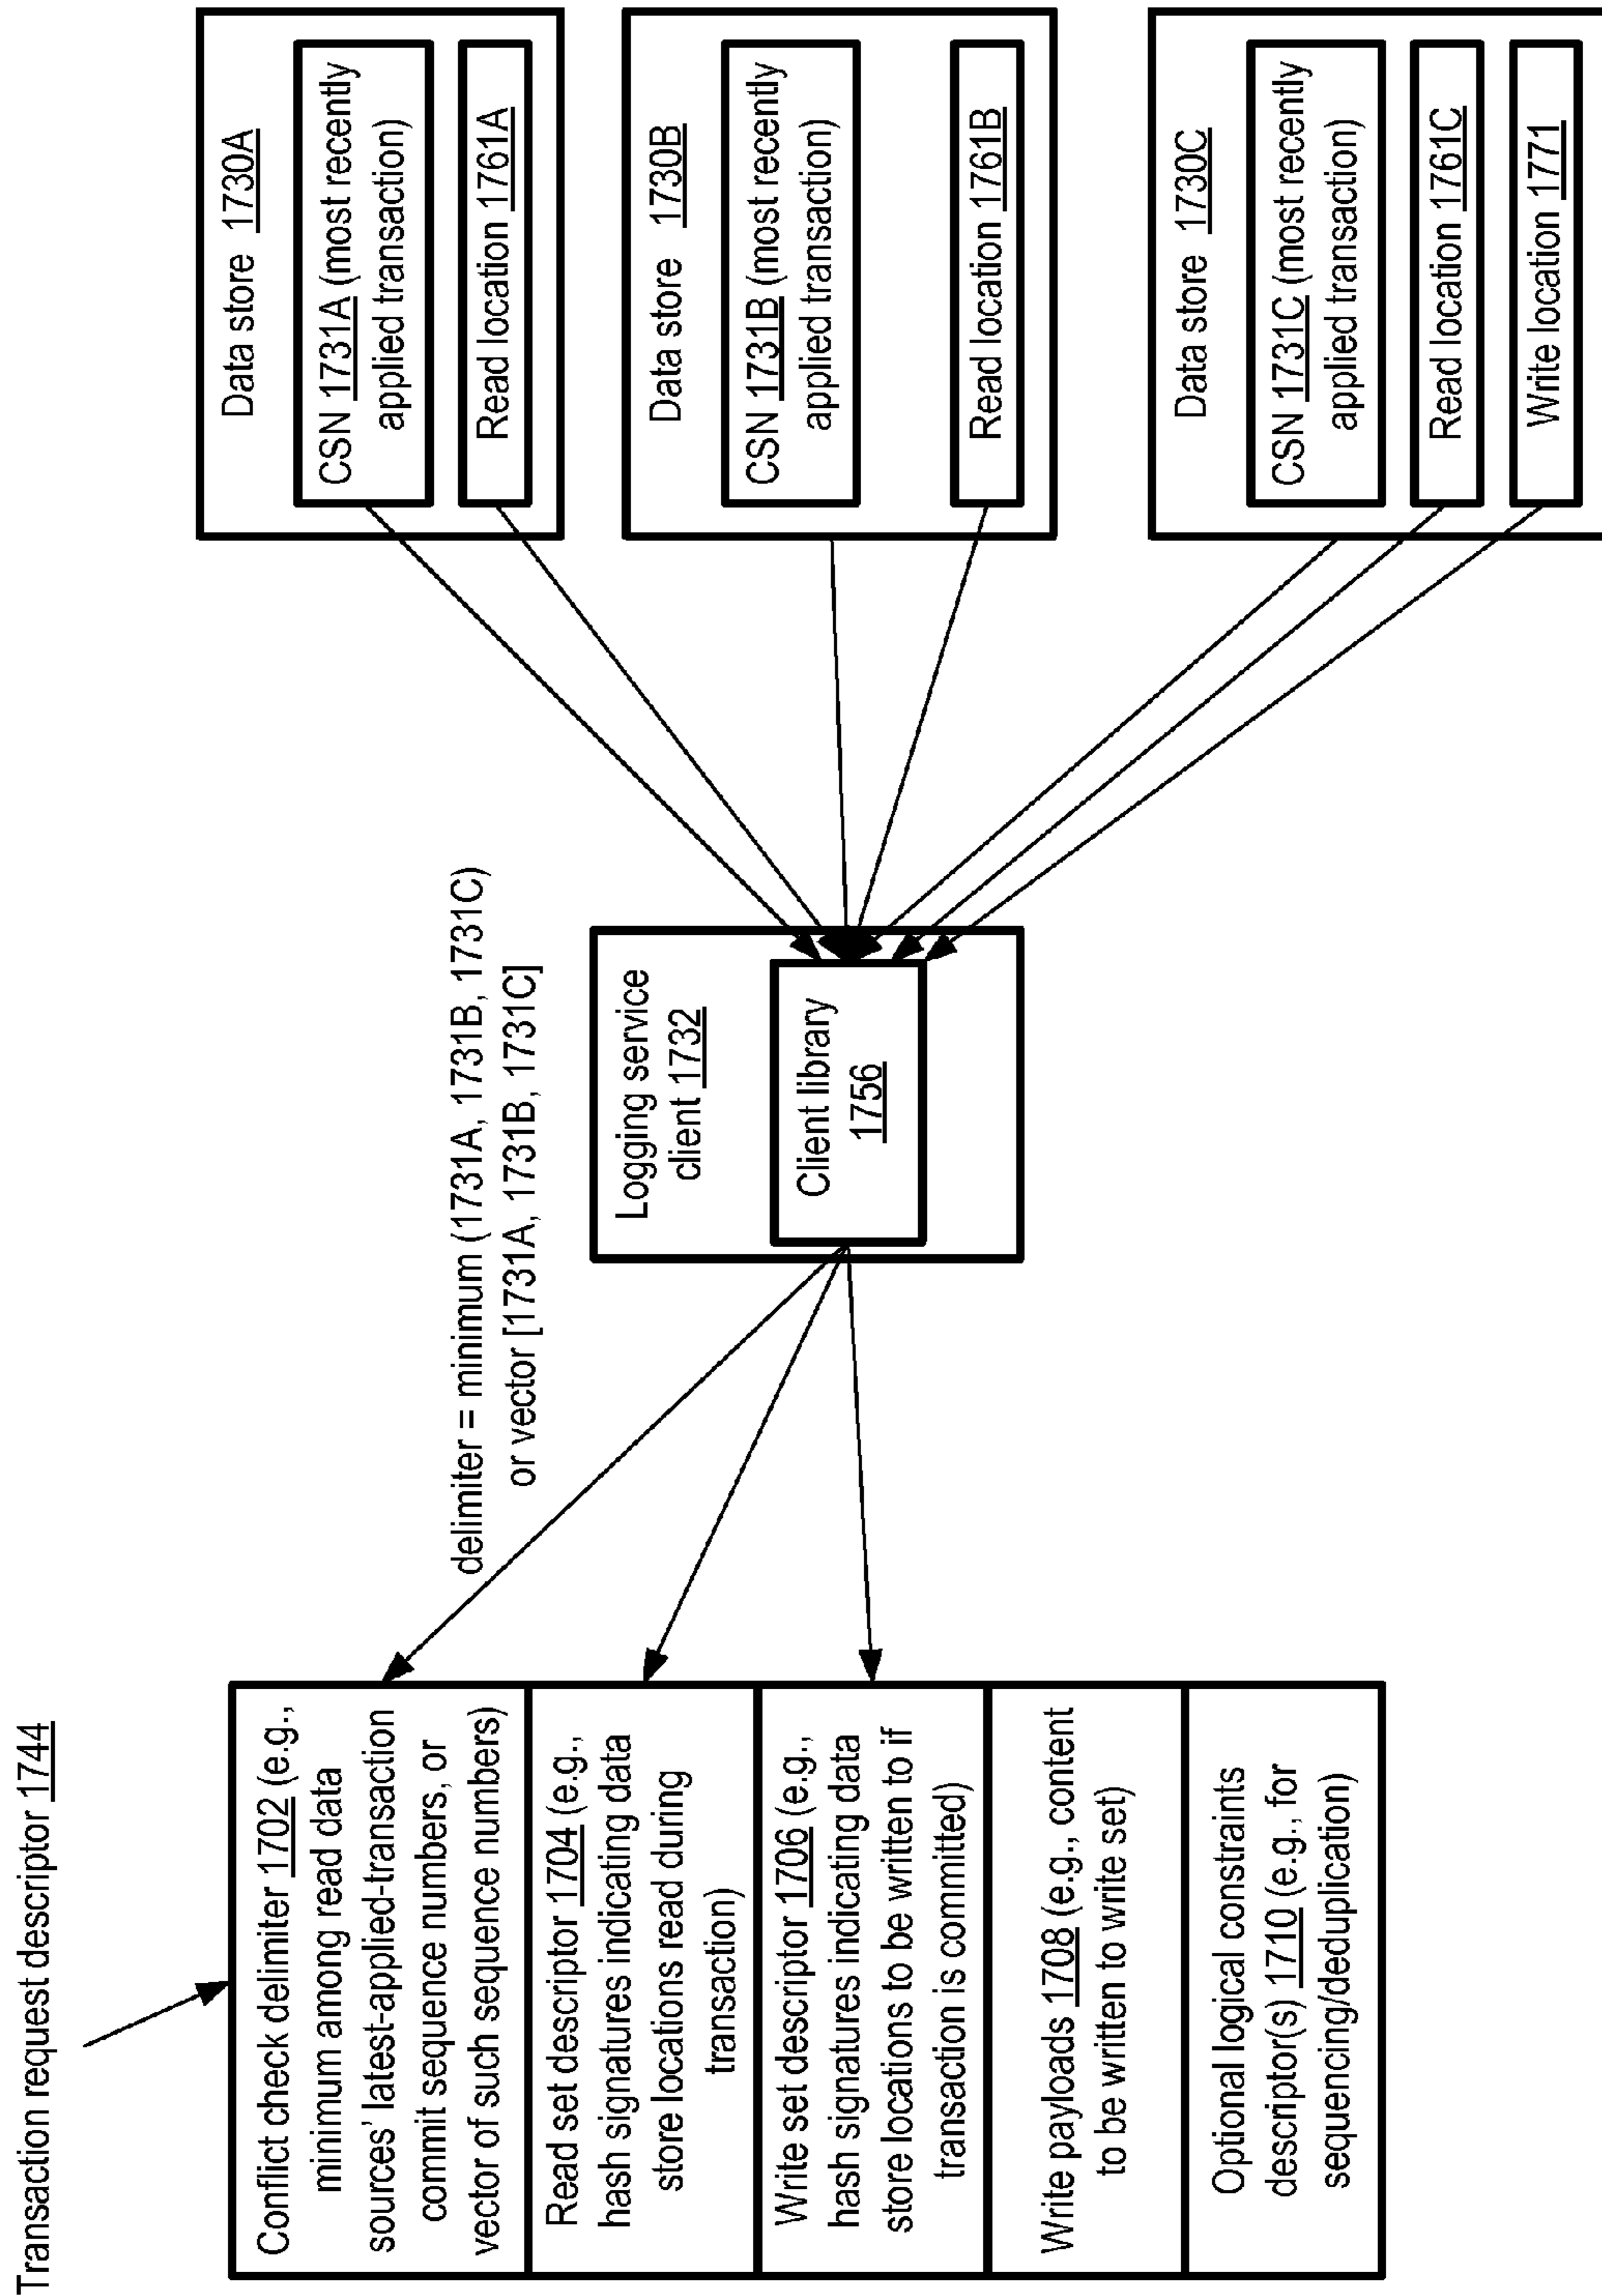 Transaction request descriptor 1744
Conflict check delimiter 1702 (e.g.,
minimum among read data
sources' latest-applied-transaction
commit sequence numbers, or
vector of such sequence numbers)
Read set descriptor 1704 (e.g.,
hash signatures indicating data
store locations read during
transaction)
Write set descriptor 1706 (e.g.,
hash signatures indicating data
store locations to be written to if
transaction is committed)
Write payloads 1708 (e.g., content
to be written to write set)
Optional logical constraints
descriptor(s) 1710 (e.g., for
sequencing/deduplication)
delimiter = minimum (1731A, 1731B, 1731C)
or vector [1731A, 1731B, 1731C]
Logging service
client 1732
Client library
1756
Data store 1730A
CSN 1731A (most recently
applied transaction)
Read location 1761A
Data store 1730B
CSN 1731B (most recently
applied transaction)
Read location 1761B
Data store 1730C
CSN 1731C (most recently
applied transaction)
Read location 1761C
Write location 1771